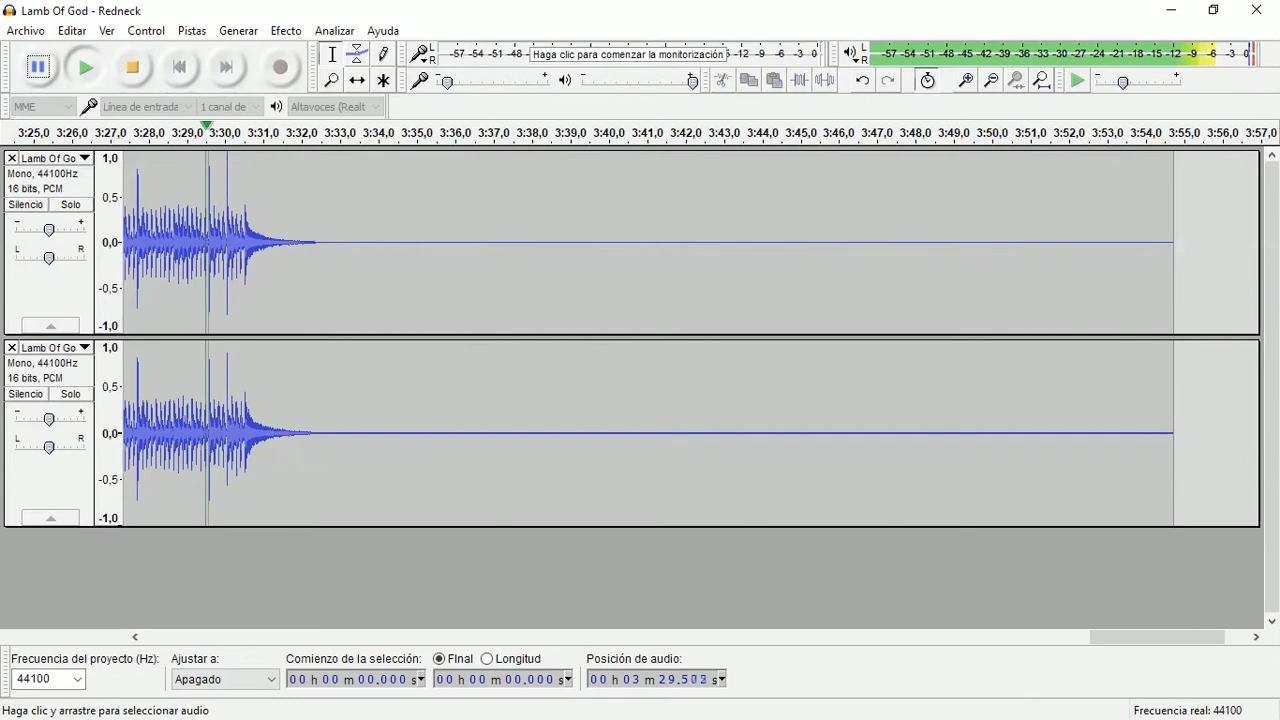 Lamb Of God - Redneck
Archivo Editar Ver Control Pistas Generar Efecto Analizar Ayuda
L R -57 -54 -51 -48 Haga clic para comenzar la monitorización -12 -9 -6 -3 0
L R -57 -54 -51 -48 -45 -42 -39 -36 -33 -30 -27 -24 -21 -18 -15 -12 -9 -6 -3 0
MME Línea de entrada 1 canal de Altavoces (Realt
3:25,0 3:26,0 3:27,0 3:28,0 3:29,0 3:30,0 3:31,0 3:32,0 3:33,0 3:34,0 3:35,0 3:36,0 3:37,0 3:38,0 3:39,0 3:40,0 3:41,0 3:42,0 3:43,0 3:44,0 3:45,0 3:46,0 3:47,0 3:48,0 3:49,0 3:50,0 3:51,0 3:52,0 3:53,0 3:54,0 3:55,0 3:56,0 3:57,0
Lamb Of Go 1,0
Mono, 44100Hz
16 bits, PCM
0,5
Silencio Solo
- +
0,0
L R
-0,5
-1,0
Lamb Of Go 1,0
Mono, 44100Hz
16 bits, PCM
0,5
Silencio Solo
- +
0,0
L R
-0,5
-1,0
Frecuencia del proyecto (Hz): Ajustar a: Comienzo de la selección: FInal Longitud Posición de audio:
44100 Apagado 00 h 00 m 00.000 s 00 h 00 m 00.000 s 00 h 03 m 29.503 s
Haga clic y arrastre para seleccionar audio Frecuencia real: 44100